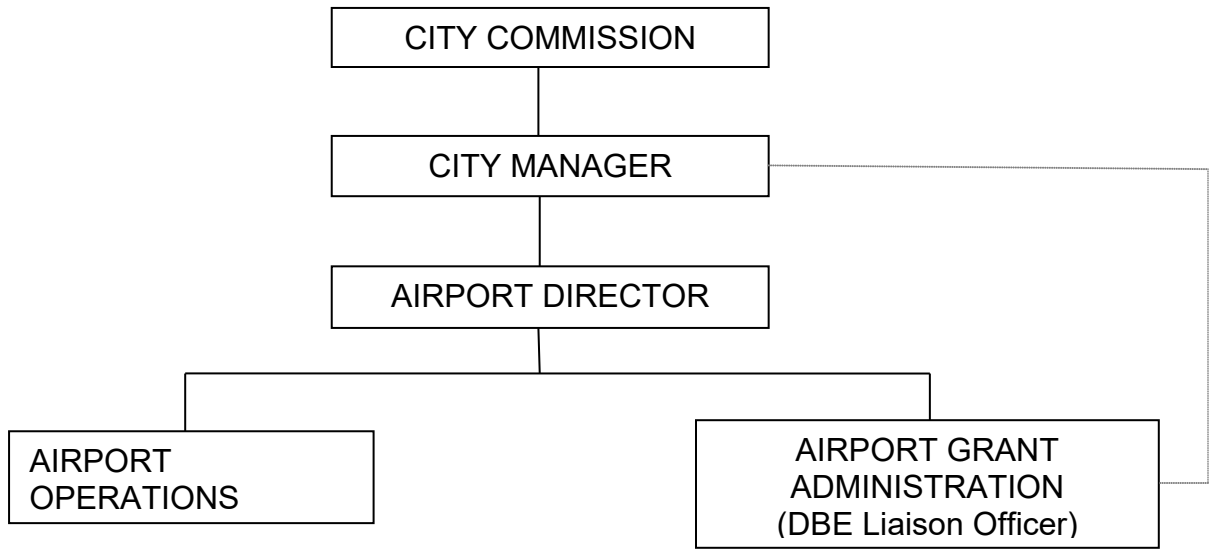 CITY COMMISSION
CITY MANAGER
AIRPORT DIRECTOR
AIRPORT
OPERATIONS
AIRPORT GRANT
ADMINISTRATION
(DBE Liaison Officer)